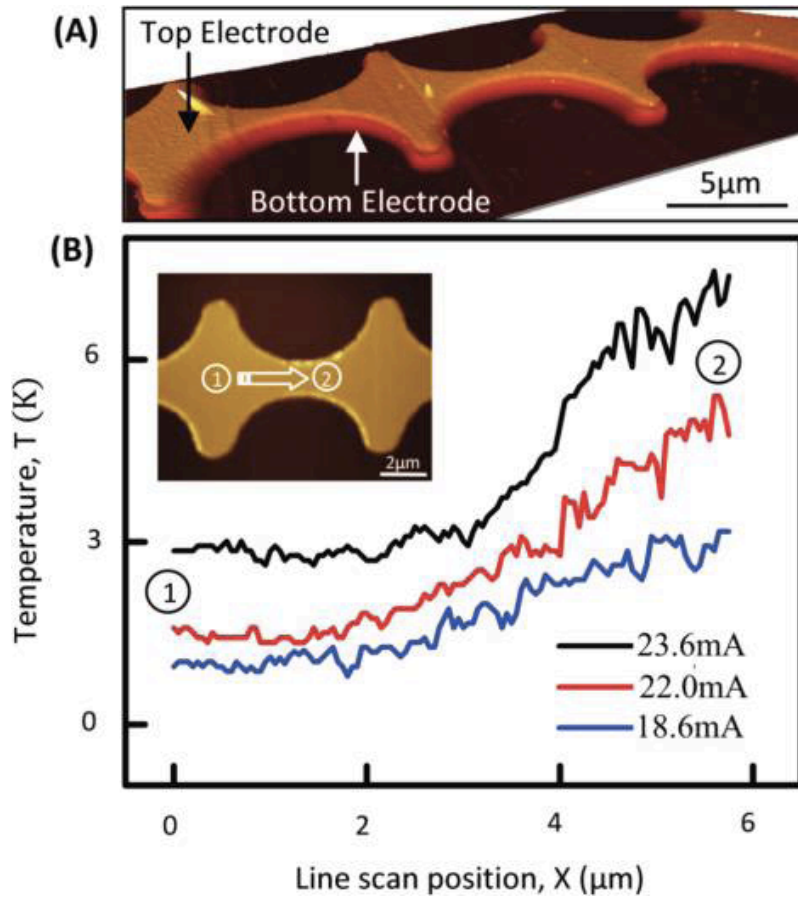 (A)
Top Electrode
Bottom Electrode
5μm
(B)
Temperature, T (K)
6
3
0
1
2
2μm
2
1
23.6mA
22.0mA
18.6mA
0 2 4 6
Line scan position, X (μm)